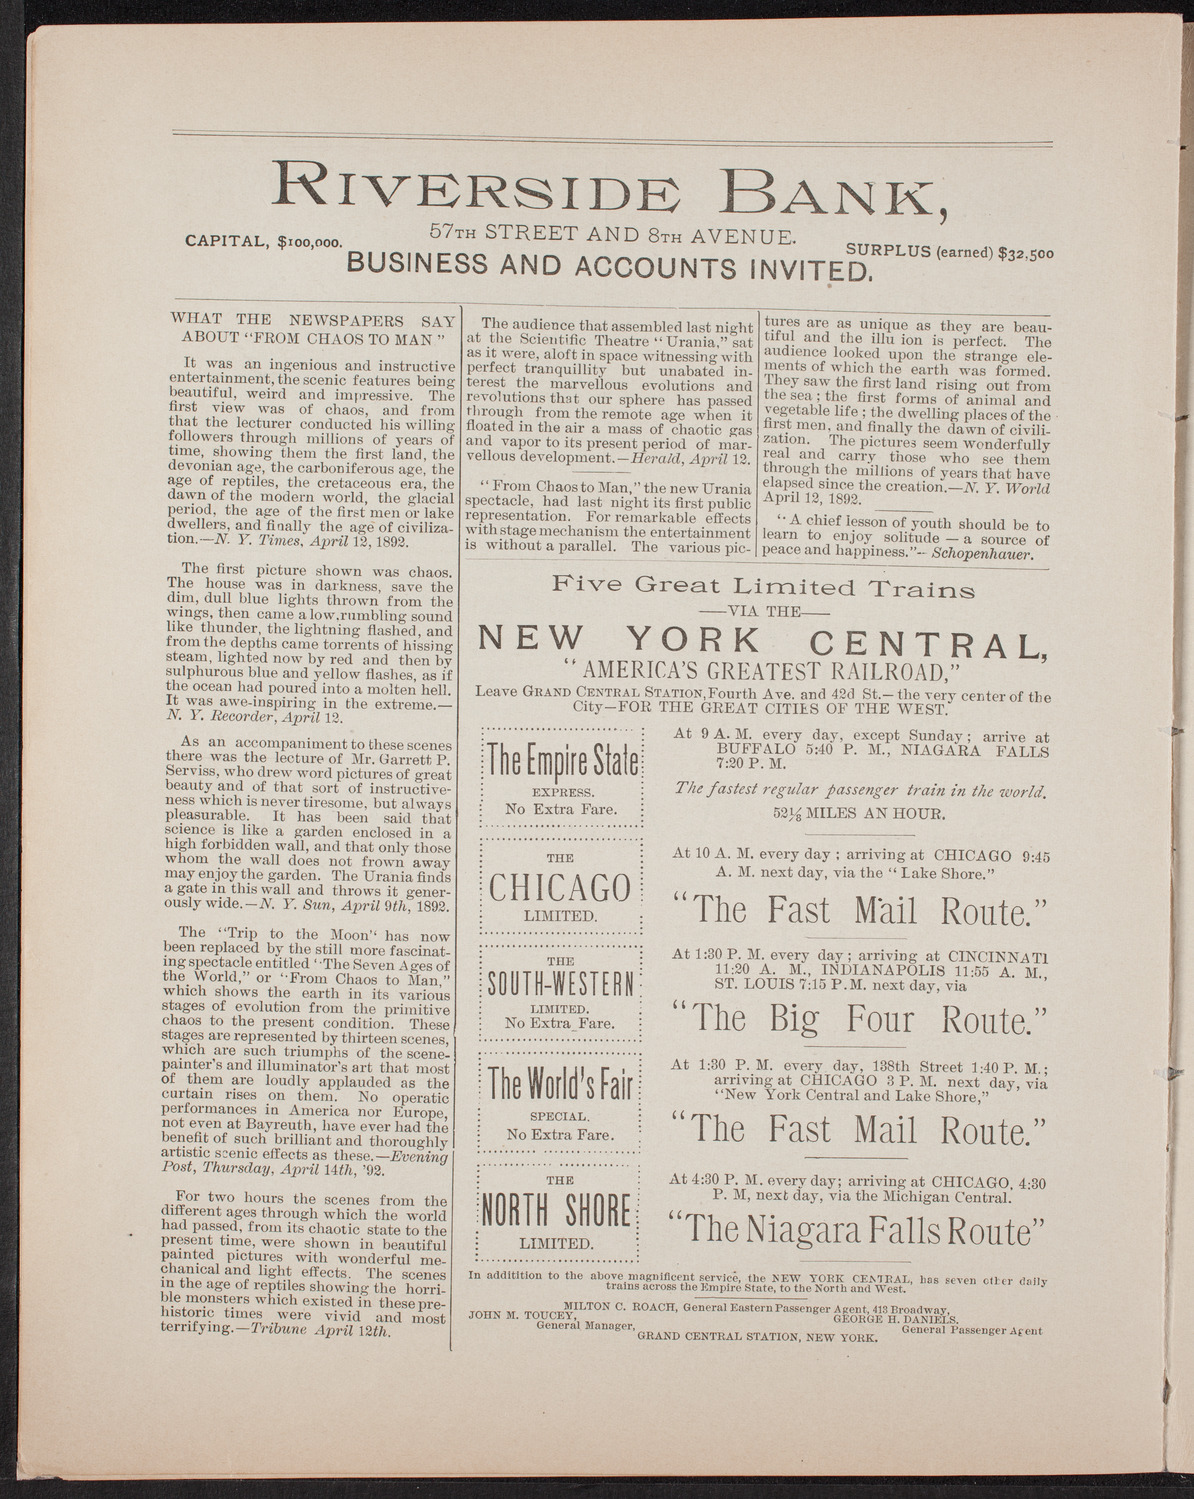 RIVERSIDE BANK,
57TH STREET AND 8TH AVENUE.
CAPITAL, $100,000.
SURPLUS (earned) $32,500
BUSINESS AND ACCOUNTS INVITED.
WHAT THE NEWSPAPERS SAY
ABOUT "FROM CHAOS TO MAN"
It was an ingenious and instructive
entertainment, the scenic features being
beautiful, weird and impressive. The
first view was of chaos, and from
that the lecturer conducted his willing
followers through millions of years of
time, showing them the first land, the
devonian age, the carboniferous age, the
age of reptiles, the cretaceous era, the
dawn of the modern world, the glacial
period, the age of the first men or lake
dwellers, and finally the age of civiliza-
tion.—N. Y. Times, April 12, 1892.
The first picture shown was chaos.
The house was in darkness, save the
dim, dull blue lights thrown from the
wings, then came a low, rumbling sound
like thunder, the lightning flashed, and
from the depths came torrents of hissing
steam, lighted now by red and then by
sulphurous blue and yellow flashes, as if
the ocean had poured into a molten hell.
It was awe-inspiring in the extreme.—
N. Y. Recorder, April 12.
As an accompaniment to these scenes
there was the lecture of Mr. Garrett P.
Serviss, who drew word pictures of great
beauty and of that sort of instructive-
ness which is never tiresome, but always
pleasurable. It has been said that
science is like a garden enclosed in a
high forbidden wall, and that only those
whom the wall does not frown away
may enjoy the garden. The Urania finds
a gate in this wall and throws it gener-
ously wide.—N. Y. Sun, April 9th, 1892.
The "Trip to the Moon" has now
been replaced by the still more fascinat-
ing spectacle entitled "The Seven Ages of
the World," or "From Chaos to Man,"
which shows the earth in its various
stages of evolution from the primitive
chaos to the present condition. These
stages are represented by thirteen scenes,
which are such triumphs of the scene-
painter's and illuminator's art that most
of them are loudly applauded as the
curtain rises on them. No operatic
performances in America nor Europe,
not even at Bayreuth, have ever had the
benefit of such brilliant and thoroughly
artistic scenic effects as these.—Evening
Post, Thursday, April 14th, '92.
For two hours the scenes from the
different ages through which the world
had passed, from its chaotic state to the
present time, were shown in beautiful
painted pictures with wonderful me-
chanical and light effects. The scenes
in the age of reptiles showing the horri-
ble monsters which existed in these pre-
historic times were vivid and most
terrifying.—Tribune April 12th.
The audience that assembled last night
at the Scientific Theatre "Urania," sat
as it were, aloft in space witnessing with
perfect tranquillity but unabated in-
terest the marvellous evolutions and
revolutions that our sphere has passed
through from the remote age when it
floated in the air a mass of chaotic gas
and vapor to its present period of mar-
vellous development.—Herald, April 12.
"From Chaos to Man," the new Urania
spectacle, had last night its first public
representation. For remarkable effects
with stage mechanism the entertainment
is without a parallel. The various pic-
tures are as unique as they are beau-
tiful and the illu ion is perfect. The
audience looked upon the strange ele-
ments of which the earth was formed.
They saw the first land rising out from
the sea; the first forms of animal and
vegetable life; the dwelling places of the
first men, and finally the dawn of civili-
zation. The pictures seem wonderfully
real and carry those who see them
through the millions of years that have
elapsed since the creation.—N. Y. World
April 12, 1892.
"A chief lesson of youth should be to
learn to enjoy solitude — a source of
peace and happiness."—Schopenhauer.
Five Great Limited Trains
—VIA THE—
NEW YORK CENTRAL,
"AMERICA'S GREATEST RAILROAD,"
Leave GRAND CENTRAL STATION, Fourth Ave. and 42d St.—the very center of the
City—FOR THE GREAT CITIES OF THE WEST.
The Empire State
EXPRESS.
No Extra Fare.
At 9 A. M. every day, except Sunday; arrive at
BUFFALO 5:40 P. M., NIAGARA FALLS
7:20 P. M.
The fastest regular passenger train in the world.
52⅛ MILES AN HOUR.
THE
CHICAGO
LIMITED.
At 10 A. M. every day; arriving at CHICAGO 9:45
A. M. next day, via the "Lake Shore."
"The Fast Mail Route."
THE
SOUTH-WESTERN
LIMITED.
No Extra Fare.
At 1:30 P. M. every day; arriving at CINCINNATI
11:20 A. M., INDIANAPOLIS 11:55 A. M.,
ST. LOUIS 7:15 P.M. next day, via
"The Big Four Route."
The World's Fair
SPECIAL.
No Extra Fare.
At 1:30 P. M. every day, 138th Street 1:40 P. M.;
arriving at CHICAGO 3 P. M. next day, via
"New York Central and Lake Shore,"
"The Fast Mail Route."
THE
NORTH SHORE
LIMITED.
At 4:30 P. M. every day; arriving at CHICAGO, 4:30
P. M, next day, via the Michigan Central.
"The Niagara Falls Route"
In additition to the above magnificent service, the NEW YORK CENTRAL, has seven other daily
trains across the Empire State, to the North and West.
MILTON C. ROACH, General Eastern Passenger Agent, 413 Broadway,
JOHN M. TOUCEY,
General Manager,
GEORGE H. DANIELS.
General Passenger Agent
GRAND CENTRAL STATION, NEW YORK.